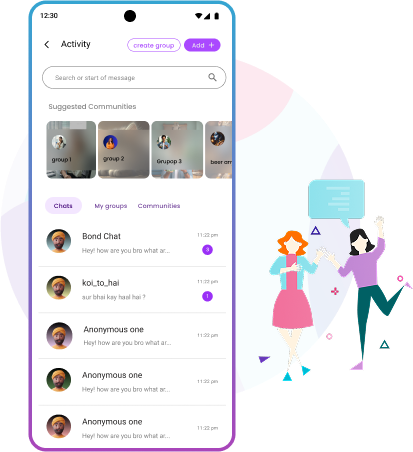 12:30
Activity
create group
Add +
Search or start of message
Suggested Communities
group 1
group 2
Grupop 3
beer am
Chats
My groups
Communities
Bond Chat
11:22 pm
Hey! how are you bro what ar...
3
koi_to_hai
11:22 pm
aur bhai kay haal hai ?
1
Anonymous one
11:22 pm
Hey! how are you bro what ar...
Anonymous one
11:22 pm
Hey! how are you bro what ar...
Anonymous one
11:22 pm
Hey! how are you bro what ar...